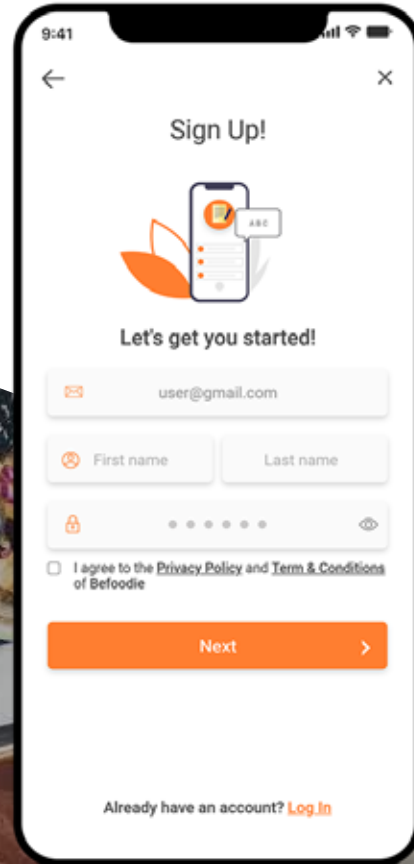 9:41
Sign Up!
ABC
Let's get you started!
user@gmail.com
First name
Last name
I agree to the Privacy Policy and Term & Conditions
of Befoodie
Next
Already have an account? Log In